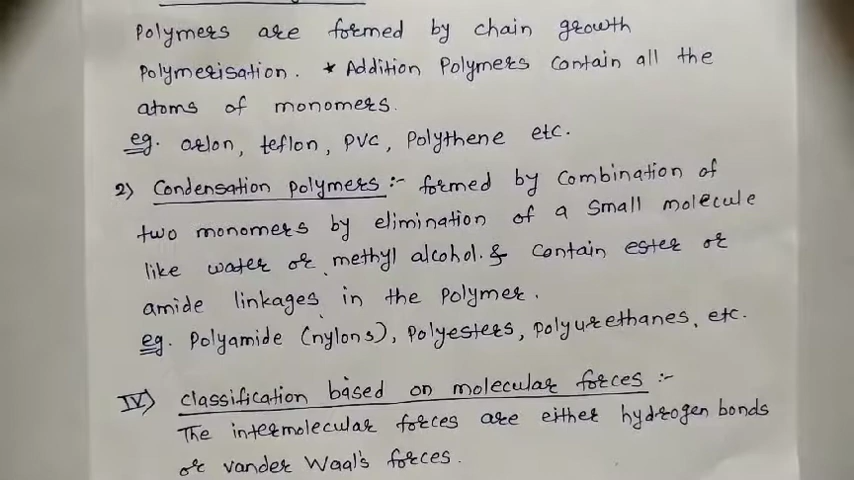 Polymers are formed by chain growth
Polymerisation. * Addition Polymers contain all the
atoms of monomers.
eg. orlon, teflon, PVC, Polythene etc.
2) Condensation polymers :- formed by combination of
two monomers by elimination of a small molecule
like water or methyl alcohol. & contain ester or
amide linkages in the polymer.
eg. Polyamide (nylons), Polyesters, polyurethanes, etc.
IV) classification based on molecular forces :-
The intermolecular forces are either hydrogen bonds
or vander Waal's forces.